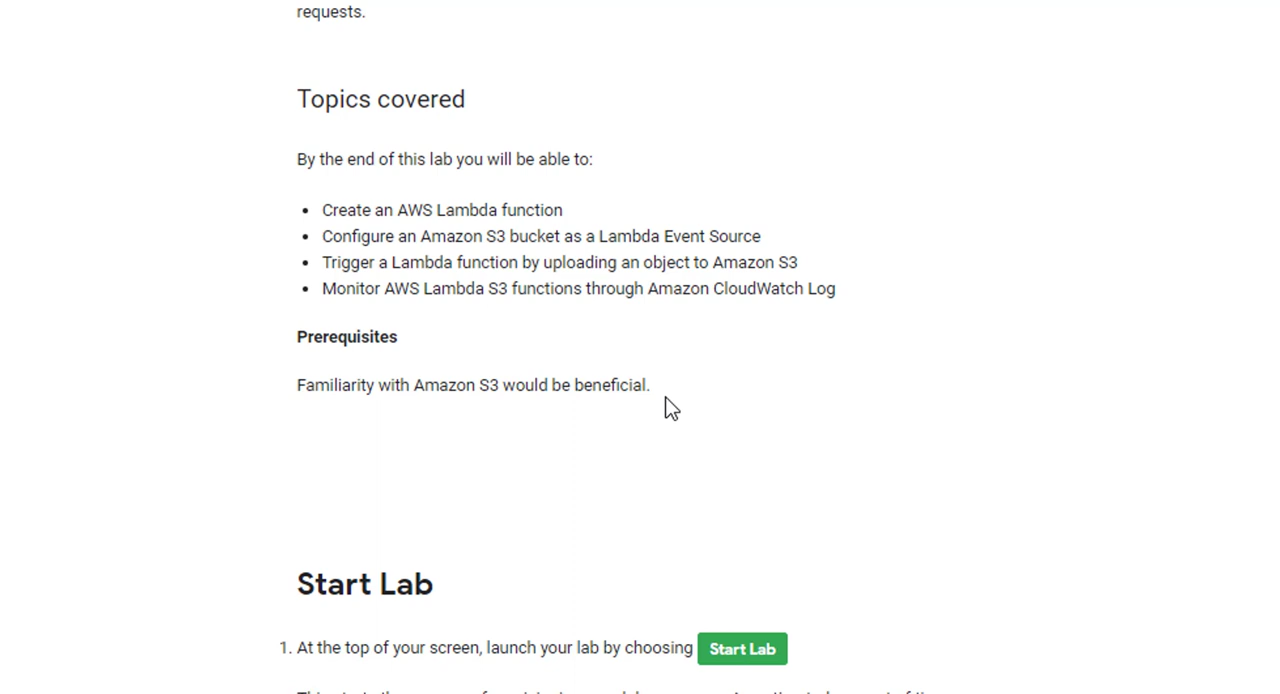 requests.
Topics covered
By the end of this lab you will be able to:
• Create an AWS Lambda function
• Configure an Amazon S3 bucket as a Lambda Event Source
• Trigger a Lambda function by uploading an object to Amazon S3
• Monitor AWS Lambda S3 functions through Amazon CloudWatch Log
Prerequisites
Familiarity with Amazon S3 would be beneficial.
Start Lab
1. At the top of your screen, launch your lab by choosing Start Lab